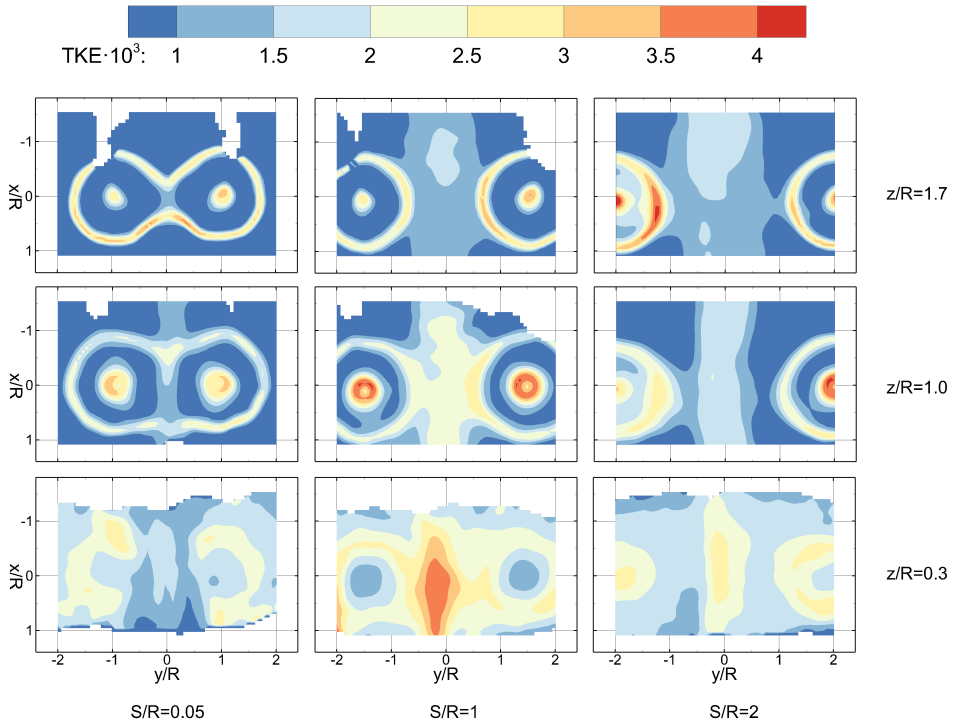 TKE·10³: 1 1.5 2 2.5 3 3.5 4
-1
0
1
x/R
z/R=1.7
-1
0
1
x/R
z/R=1.0
-1
0
1
x/R
z/R=0.3
-2 -1 0 1 2 -2 -1 0 1 2 -2 -1 0 1 2
y/R y/R y/R
S/R=0.05 S/R=1 S/R=2